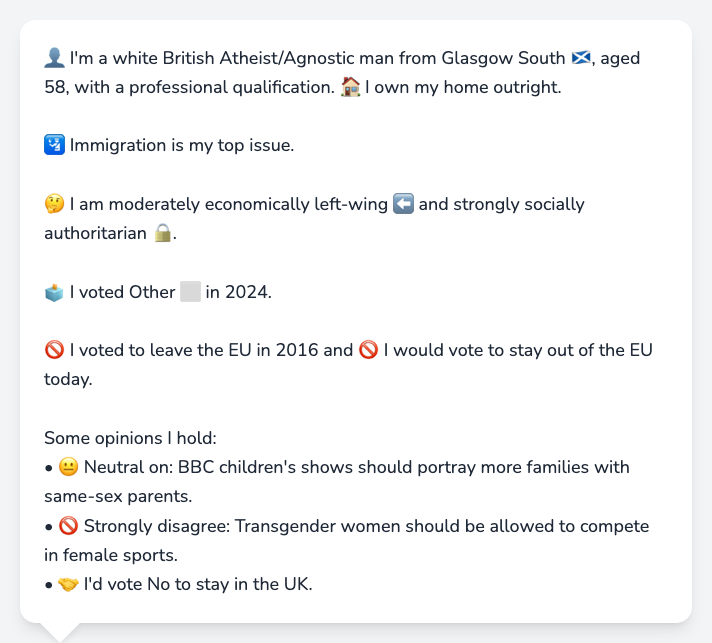 👤 I'm a white British Atheist/Agnostic man from Glasgow South 🏴󠁧󠁢󠁳󠁣󠁴󠁿, aged
58, with a professional qualification. 🏠 I own my home outright.
🛂 Immigration is my top issue.
🤔 I am moderately economically left-wing ⬅️ and strongly socially
authoritarian 🔒.
🗳️ I voted Other ⬜ in 2024.
🚫 I voted to leave the EU in 2016 and 🚫 I would vote to stay out of the EU
today.
Some opinions I hold:
• 😐 Neutral on: BBC children's shows should portray more families with
same-sex parents.
• 🚫 Strongly disagree: Transgender women should be allowed to compete
in female sports.
• 🤝 I'd vote No to stay in the UK.